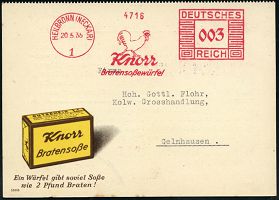 HEILBRONN (NECKAR)
20.5.36
1
4716
Knorr
Bratensoßewürfel
DEUTSCHES
003
REICH
Hch. Gottl. Flohr,
Kolw. Grosshandlung,
Gelnhausen.
Knorr
Bratensoße
Ein Würfel gibt soviel Soße
wie 2 Pfund Braten!